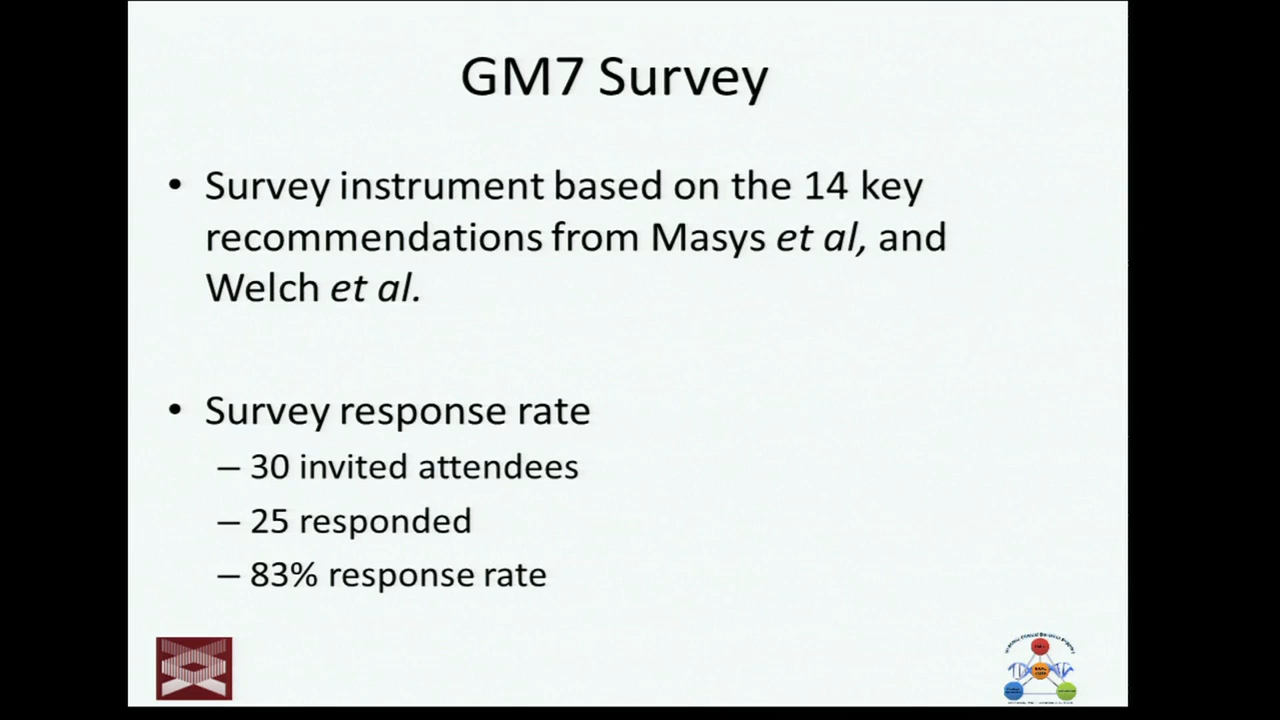 GM7 Survey
• Survey instrument based on the 14 key
recommendations from Masys et al, and
Welch et al.
• Survey response rate
– 30 invited attendees
– 25 responded
– 83% response rate